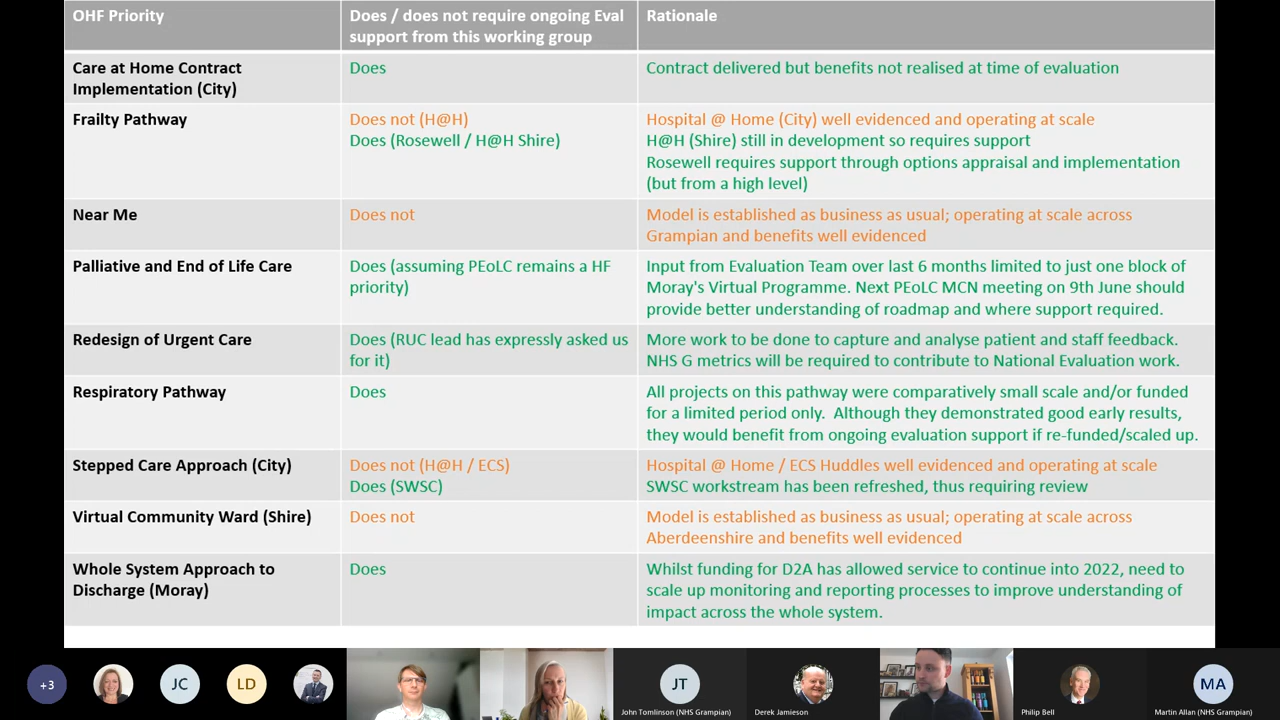 OHF Priority
Does / does not require ongoing Eval
support from this working group
Rationale
Care at Home Contract
Implementation (City)
Does
Contract delivered but benefits not realised at time of evaluation
Frailty Pathway
Does not (H@H)
Does (Rosewell / H@H Shire)
Hospital @ Home (City) well evidenced and operating at scale
H@H (Shire) still in development so requires support
Rosewell requires support through options appraisal and implementation
(but from a high level)
Near Me
Does not
Model is established as business as usual; operating at scale across
Grampian and benefits well evidenced
Palliative and End of Life Care
Does (assuming PEoLC remains a HF
priority)
Input from Evaluation Team over last 6 months limited to just one block of
Moray's Virtual Programme. Next PEoLC MCN meeting on 9th June should
provide better understanding of roadmap and where support required.
Redesign of Urgent Care
Does (RUC lead has expressly asked us
for it)
More work to be done to capture and analyse patient and staff feedback.
NHS G metrics will be required to contribute to National Evaluation work.
Respiratory Pathway
Does
All projects on this pathway were comparatively small scale and/or funded
for a limited period only. Although they demonstrated good early results,
they would benefit from ongoing evaluation support if re-funded/scaled up.
Stepped Care Approach (City)
Does not (H@H / ECS)
Does (SWSC)
Hospital @ Home / ECS Huddles well evidenced and operating at scale
SWSC workstream has been refreshed, thus requiring review
Virtual Community Ward (Shire)
Does not
Model is established as business as usual; operating at scale across
Aberdeenshire and benefits well evidenced
Whole System Approach to
Discharge (Moray)
Does
Whilst funding for D2A has allowed service to continue into 2022, need to
scale up monitoring and reporting processes to improve understanding of
impact across the whole system.
+3
JC
LD
JT
John Tomlinson (NHS Grampian)
Derek Jamieson
Philip Bell
MA
Martin Allan (NHS Grampian)